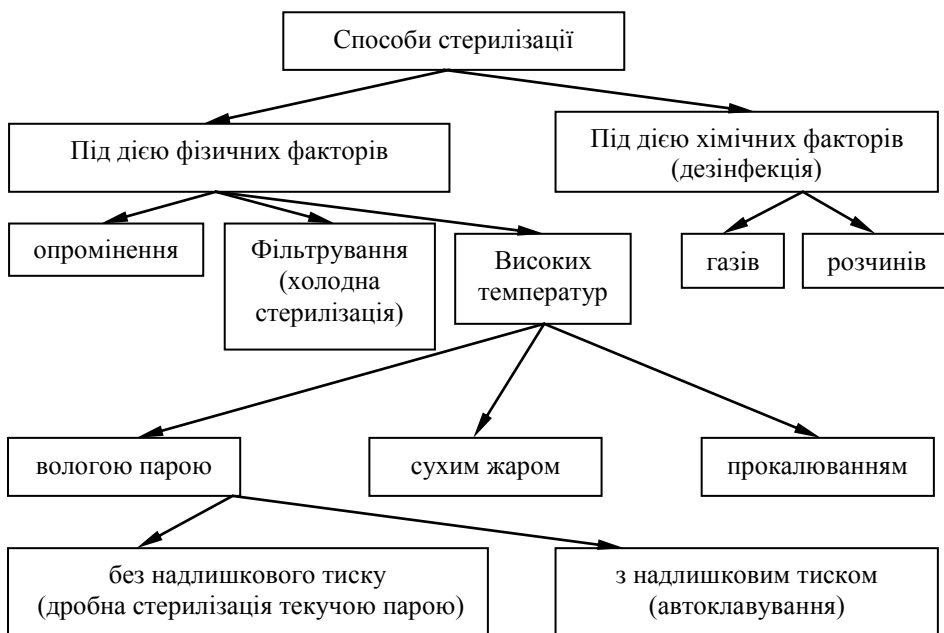 Способи стерилізації
Під дією фізичних факторів
Під дією хімічних факторів
(дезінфекція)
опромінення
Фільтрування
(холодна
стерилізація)
Високих
температур
газів
розчинів
вологою парою
сухим жаром
прокалюванням
без надлишкового тиску
(дробна стерилізація текучою парою)
з надлишковим тиском
(автоклавування)